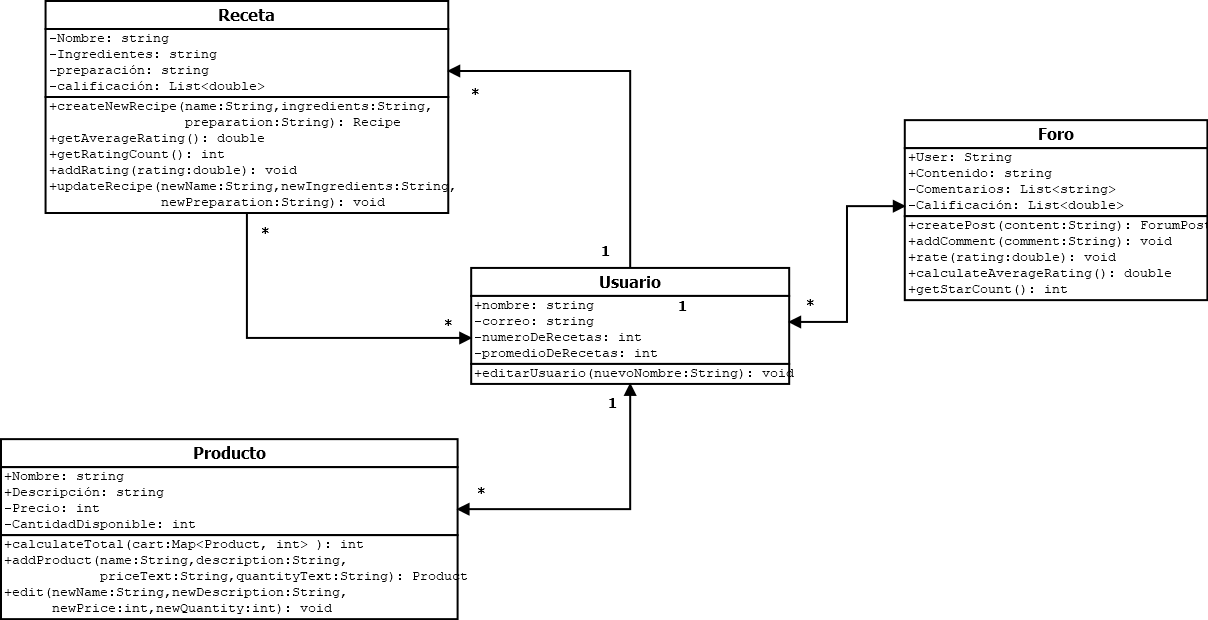 Receta
-Nombre: string
-Ingredientes: string
-preparación: string
-calificación: List<double>
+createNewRecipe(name:String,ingredients:String,
preparation:String): Recipe
+getAverageRating(): double
+getRatingCount(): int
+addRating(rating:double): void
+updateRecipe(newName:String,newIngredients:String,
newPreparation:String): void
*
*
1
*
Foro
+User: String
+Contenido: string
-Comentarios: List<string>
-Calificación: List<double>
+createPost(content:String): ForumPost
+addComment(comment:String): void
+rate(rating:double): void
+calculateAverageRating(): double
+getStarCount(): int
*
Usuario
+nombre: string
1
-correo: string
-numeroDeRecetas: int
-promedioDeRecetas: int
+editarUsuario(nuevoNombre:String): void
1
*
Producto
+Nombre: string
+Descripción: string
-Precio: int
-CantidadDisponible: int
+calculateTotal(cart:Map<Product, int> ): int
+addProduct(name:String,description:String,
priceText:String,quantityText:String): Product
+edit(newName:String,newDescription:String,
newPrice:int,newQuantity:int): void